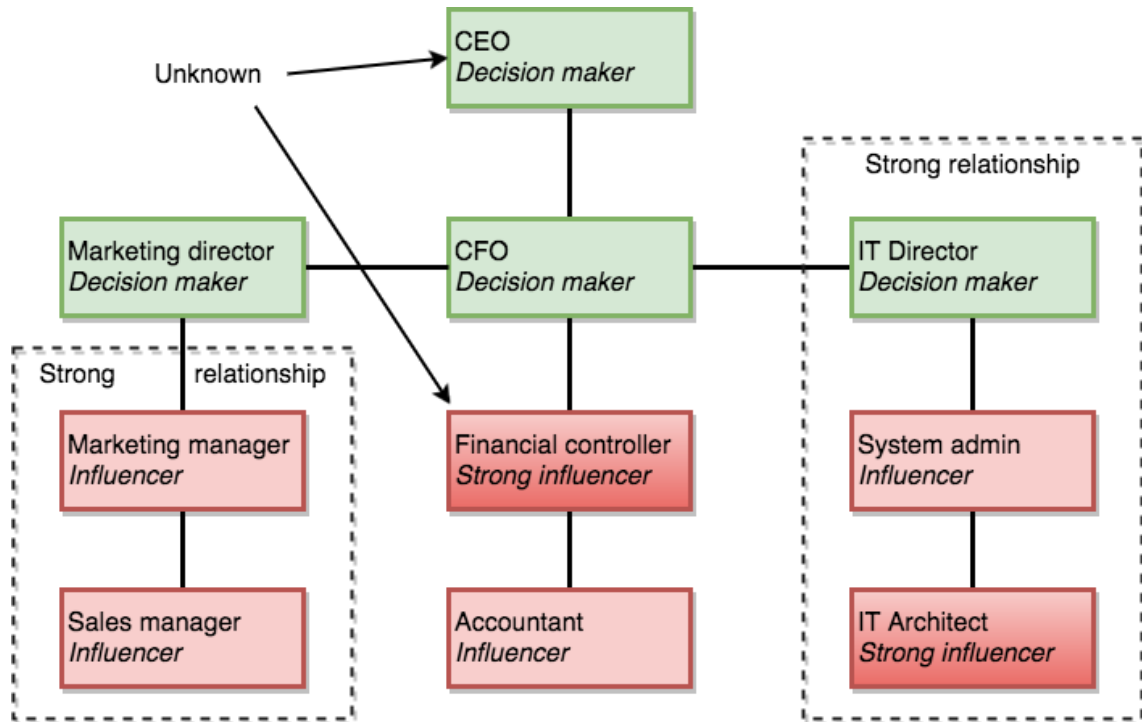 CEO
Decision maker
Unknown
Strong relationship
Marketing director
Decision maker
CFO
Decision maker
IT Director
Decision maker
Strong relationship
Marketing manager
Influencer
Financial controller
Strong influencer
System admin
Influencer
Sales manager
Influencer
Accountant
Influencer
IT Architect
Strong influencer